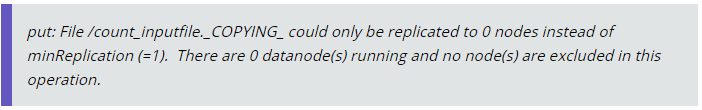 put: File /count_inputfile._COPYING_ could only be replicated to 0 nodes instead of
minReplication (=1).  There are 0 datanode(s) running and no node(s) are excluded in this
operation.